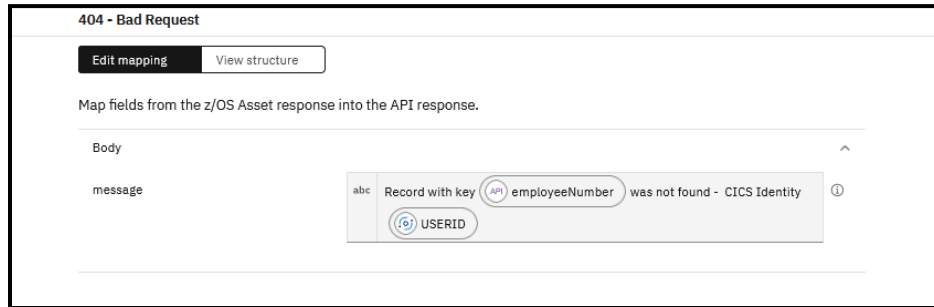 404 - Bad Request
Edit mapping View structure
Map fields from the z/OS Asset response into the API response.
Body
message abc Record with key API employeeNumber was not found - CICS Identity
USERID